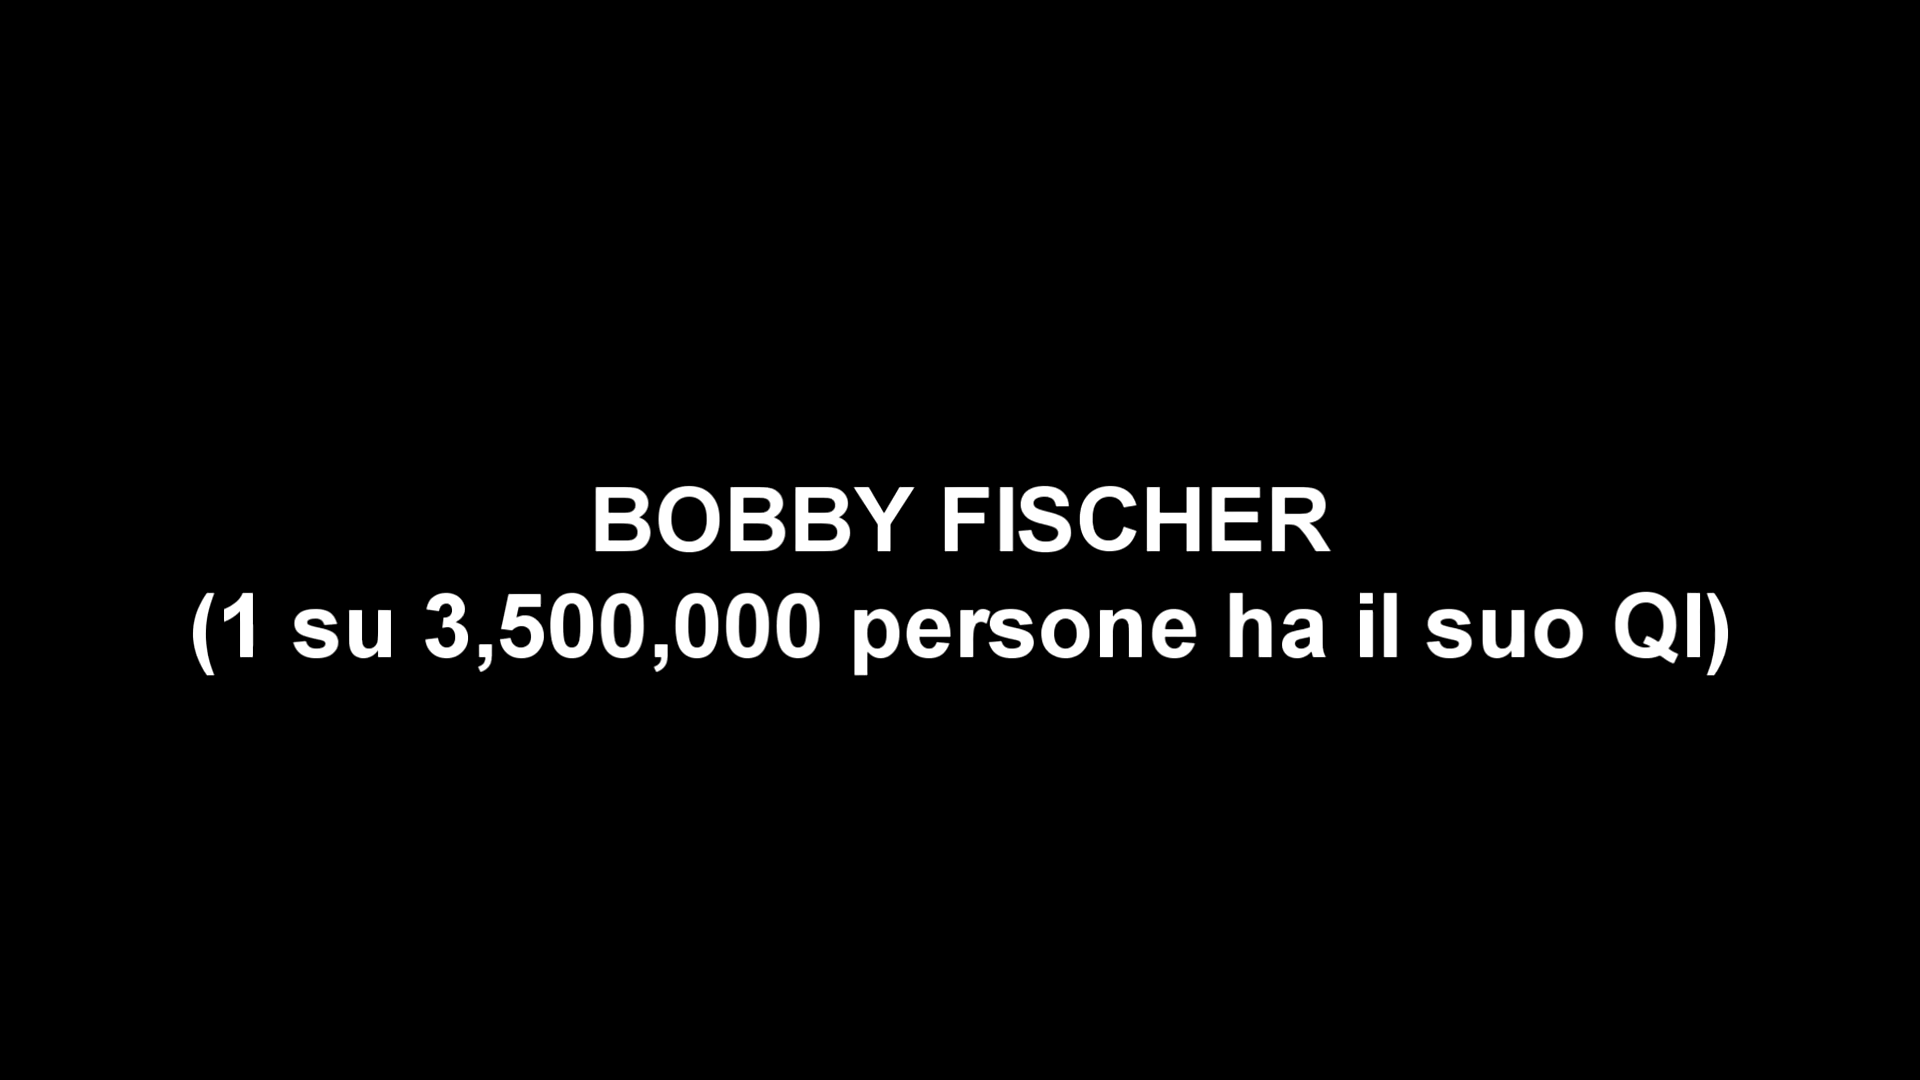 BOBBY FISCHER
(1 su 3,500,000 persone ha il suo QI)